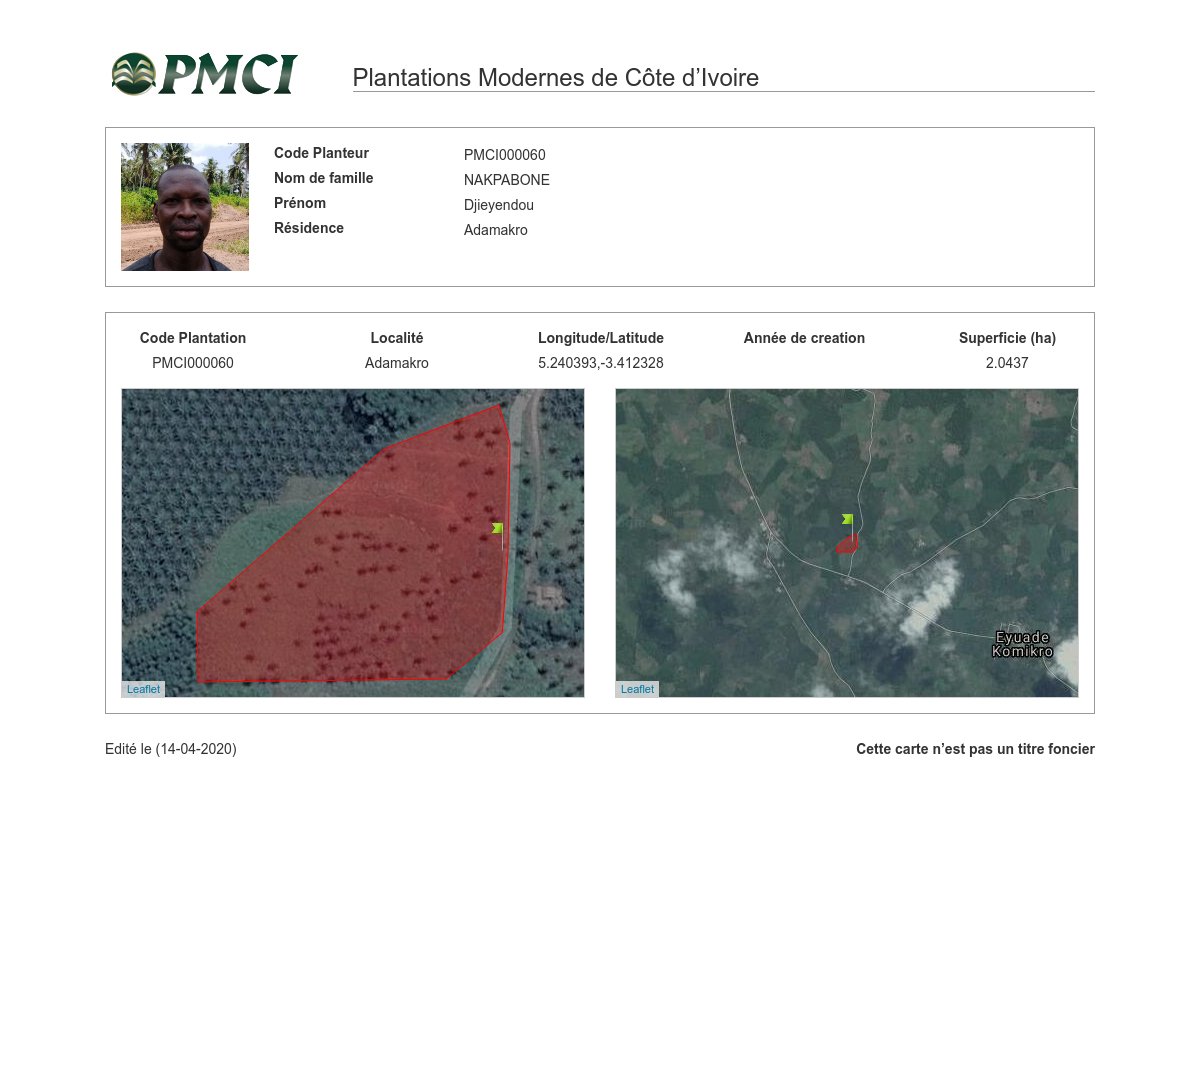 PMCI
Plantations Modernes de Côte d’Ivoire
Code Planteur PMCI000060
Nom de famille NAKPABONE
Prénom Djieyendou
Résidence Adamakro
Code Plantation Localité Longitude/Latitude Année de creation Superficie (ha)
PMCI000060 Adamakro 5.240393,-3.412328 2.0437
Eyuade
Komikro
Leaflet Leaflet
Edité le (14-04-2020) Cette carte n’est pas un titre foncier